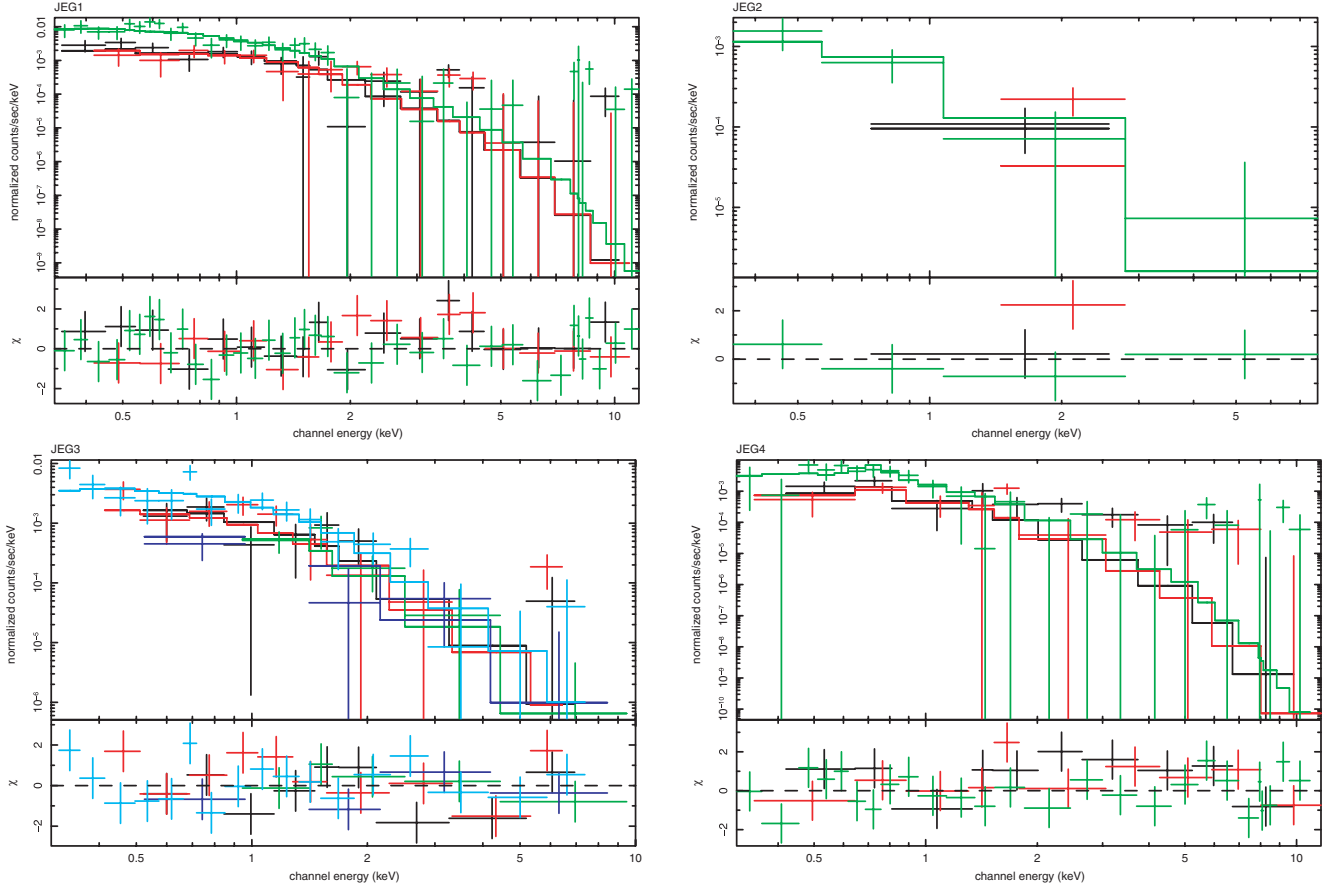 JEG1
0.01
10⁻³
10⁻⁴
10⁻⁵
10⁻⁶
10⁻⁷
10⁻⁸
10⁻⁹
normalized counts/sec/keV
2
0
−2
χ
0.5 1 2 5 10
channel energy (keV)
JEG2
10⁻³
10⁻⁴
10⁻⁵
normalized counts/sec/keV
2
0
χ
0.5 1 2 5
channel energy (keV)
JEG3
0.01
10⁻³
10⁻⁴
10⁻⁵
10⁻⁶
normalized counts/sec/keV
2
0
−2
χ
0.5 1 2 5 10
channel energy (keV)
JEG4
10⁻³
10⁻⁴
10⁻⁵
10⁻⁶
10⁻⁷
10⁻⁸
10⁻⁹
10⁻¹⁰
normalized counts/sec/keV
2
1
0
−1
−2
χ
0.5 1 2 5 10
channel energy (keV)